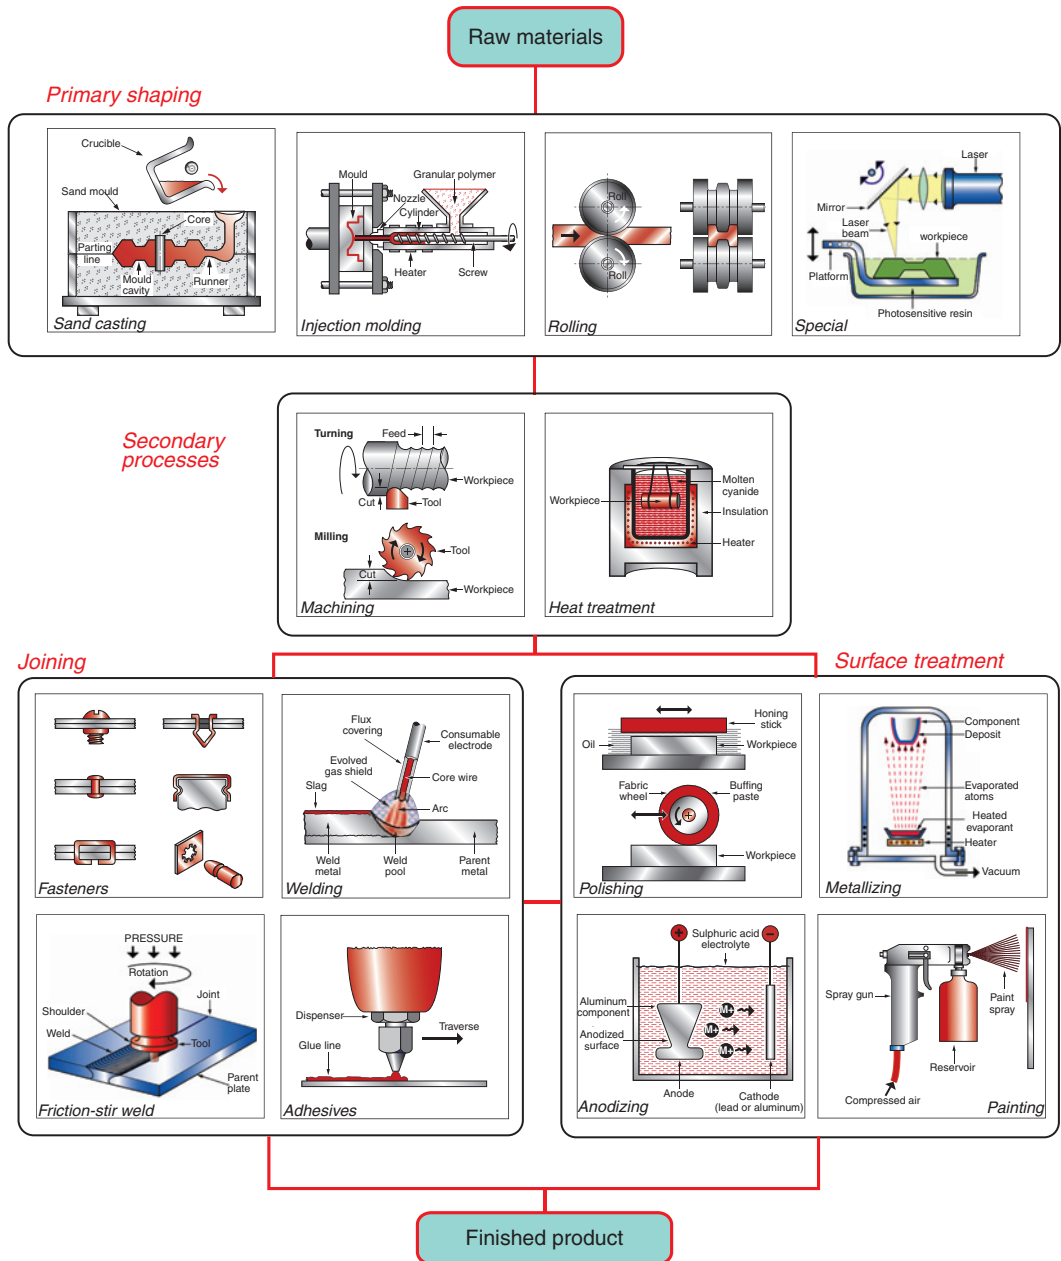 Raw materials
Primary shaping
Crucible
Sand mould
Core
Parting
line
Mould
cavity
Runner
Sand casting
Mould
Granular polymer
Nozzle
Cylinder
Heater
Screw
Injection molding
Roll
Roll
Rolling
Laser
Mirror
Laser
beam
workpiece
Platform
Photosensitive resin
Special
Secondary
processes
Turning
Feed
Workpiece
Cut
Tool
Milling
Tool
Cut
Workpiece
Machining
Molten
cyanide
Workpiece
Insulation
Heater
Heat treatment
Joining
Surface treatment
Fasteners
Flux
covering
Consumable
electrode
Evolved
gas shield
Core wire
Slag
Arc
Weld
metal
Weld
pool
Parent
metal
Welding
Honing
stick
Oil
Workpiece
Fabric
wheel
Buffing
paste
Workpiece
Polishing
Component
Deposit
Evaporated
atoms
Heated
evaporant
Heater
Vacuum
Metallizing
PRESSURE
Rotation
Joint
Shoulder
Weld
Tool
Parent
plate
Friction-stir weld
Dispenser
Traverse
Glue line
Adhesives
+
–
Sulphuric acid
electrolyte
Aluminum
component
Anodized
surface
M+
M+
M+
Anode
Cathode
(lead or aluminum)
Anodizing
Spray gun
Paint
spray
Reservoir
Compressed air
Painting
Finished product